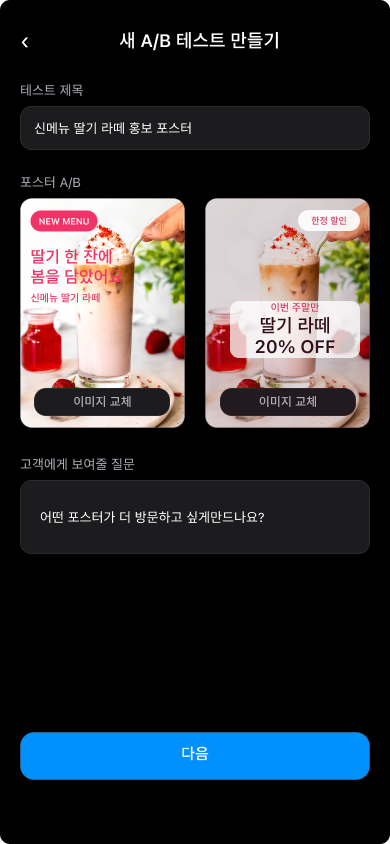 ‹ 새 A/B 테스트 만들기
테스트 제목
신메뉴 딸기 라떼 홍보 포스터
포스터 A/B
NEW MENU
딸기 한 잔에
봄을 담았어요
신메뉴 딸기 라떼
이미지 교체
한정 할인
이번 주말만
딸기 라떼
20% OFF
이미지 교체
고객에게 보여줄 질문
어떤 포스터가 더 방문하고 싶게만드나요?
다음